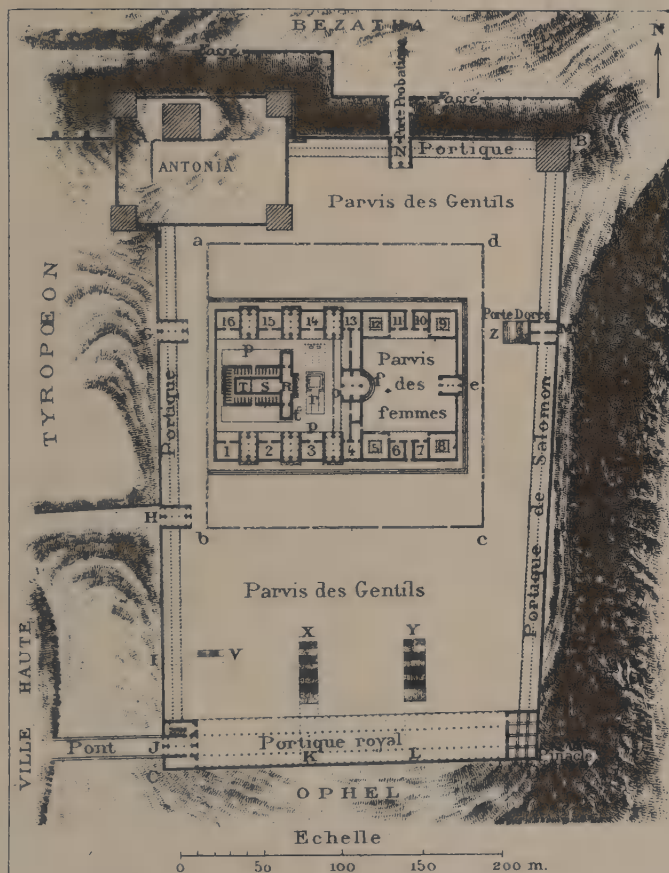 BEZATHA
N
Fossé
Fossé
Porte Probatique
N
Portique
B
ANTONIA
Parvis des Gentils
a
d
TYROPŒON
G
Portique
16 15 14 13 12 11 10 9
Porte Dorée
Z
M
p
Parvis
des
femmes
T S R
r
f
e
p
1 2 3 4 5 6 7 8
H
b
c
Portique de Salomon
Parvis des Gentils
X
Y
V
I
VILLE HAUTE
Pont
J
Portique royal
K
L
Pinacle
C
OPHEL
Echelle
0 50 100 150 200 m.